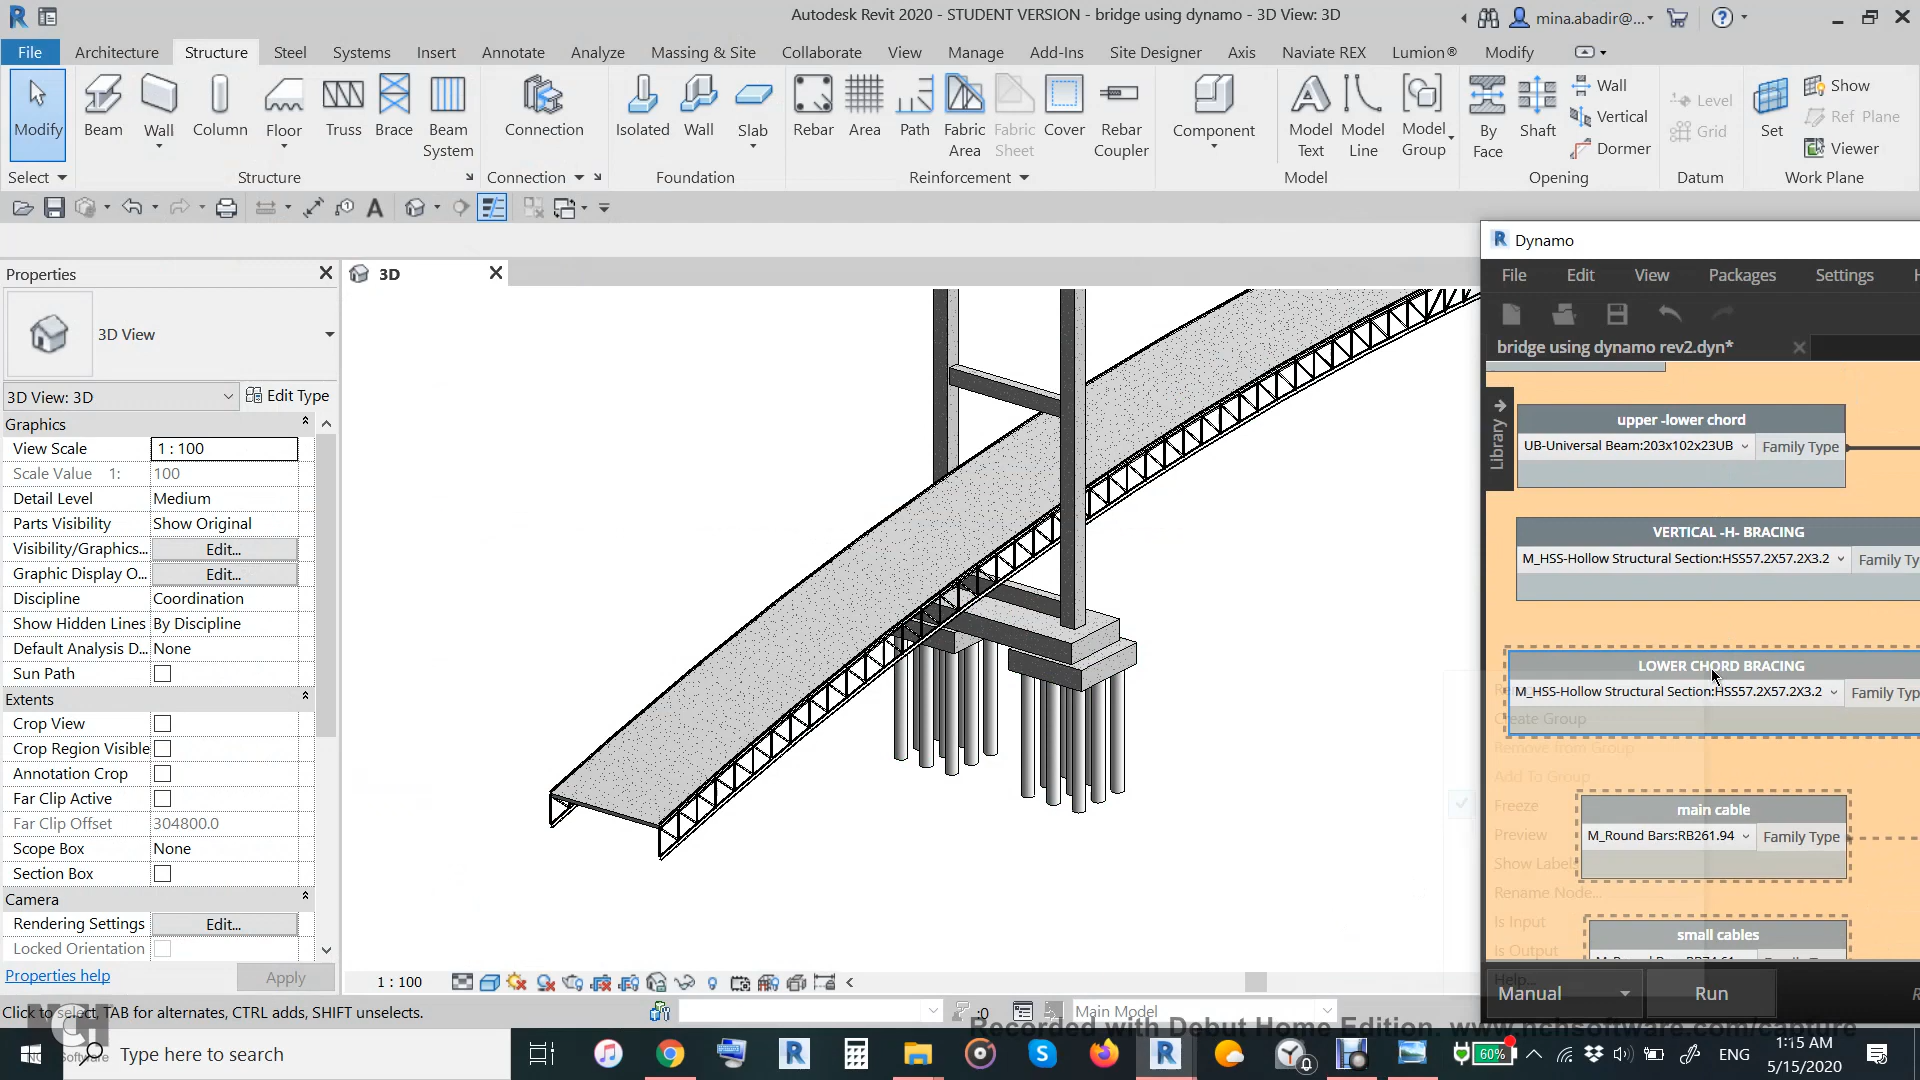 Autodesk Revit 2020 - STUDENT VERSION - bridge using dynamo - 3D View: 3D
mina.abadir@...
File Architecture Structure Steel Systems Insert Annotate Analyze Massing & Site Collaborate View Manage Add-Ins Site Designer Axis Naviate REX Lumion® Modify
Modify Beam Wall Column Floor Truss Brace Beam System Connection Isolated Wall Slab Rebar Area Path Fabric Area Fabric Sheet Cover Rebar Coupler Component Model Text Model Line Model Group By Face Shaft Wall Vertical Dormer Level Grid Set Show Ref Plane Viewer
Select Structure Connection Foundation Reinforcement Model Opening Datum Work Plane
Properties
3D
3D View
3D View: 3D
Edit Type
Graphics
View Scale 1 : 100
Scale Value 1: 100
Detail Level Medium
Parts Visibility Show Original
Visibility/Graphics... Edit...
Graphic Display O... Edit...
Discipline Coordination
Show Hidden Lines By Discipline
Default Analysis D... None
Sun Path
Extents
Crop View
Crop Region Visible
Annotation Crop
Far Clip Active
Far Clip Offset 304800.0
Scope Box None
Section Box
Camera
Rendering Settings Edit...
Locked Orientation
Properties help
Apply
Dynamo
File Edit View Packages Settings H
bridge using dynamo rev2.dyn*
Library
upper -lower chord
UB-Universal Beam:203x102x23UB Family Type
VERTICAL -H- BRACING
M_HSS-Hollow Structural Section:HSS57.2X57.2X3.2 Family Ty
LOWER CHORD BRACING
M_HSS-Hollow Structural Section:HSS57.2X57.2X3.2 Family Typ
Create Group
Remove from Group
Add To Group
Freeze
Preview
Show Labels
Rename Node...
Is Input
Is Output
Help...
main cable
M_Round Bars:RB261.94 Family Type
small cables
Manual
Run
1 : 100
Click to select, TAB for alternates, CTRL adds, SHIFT unselects.
:0
Main Model
NCH
Software
Recorded with Debut Home Edition. www.nchsoftware.com/capture
Type here to search
60%
ENG
1:15 AM
5/15/2020